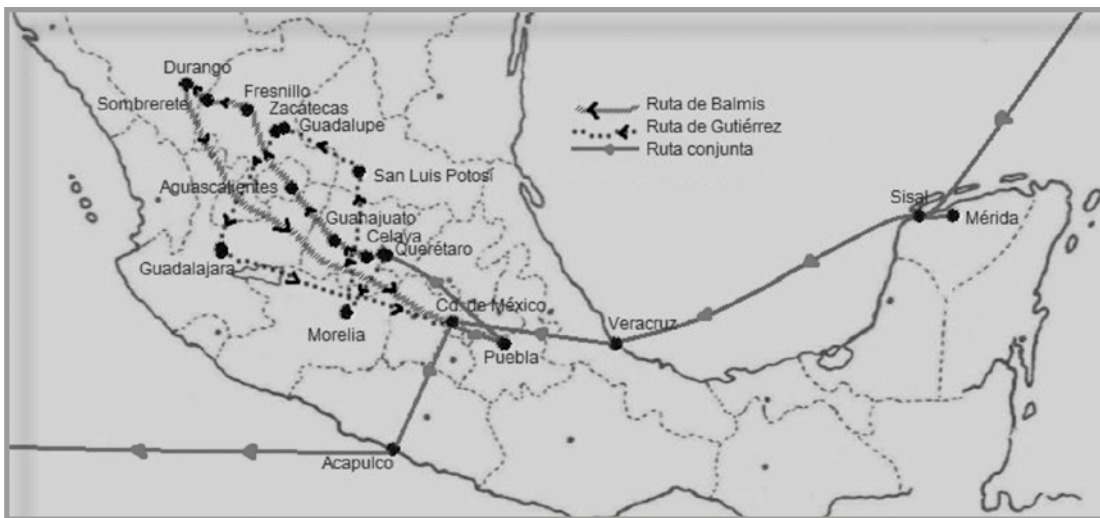 Durango
Sombrerete
Fresnillo
Zacátecas
Guadalupe
Ruta de Balmis
Ruta de Gutiérrez
Ruta conjunta
San Luis Potosí
Aguascalientes
Sisal
Mérida
Guanajuato
Celaya
Querétaro
Guadalajara
Cd. de México
Veracruz
Morelia
Puebla
Acapulco